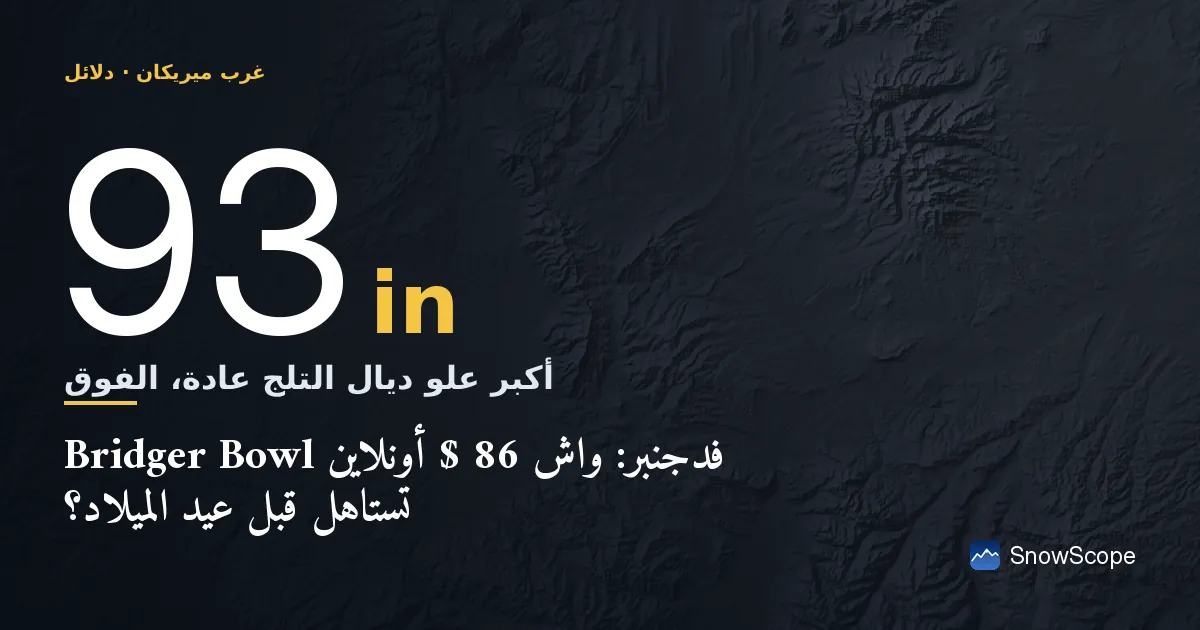 غرب ميريكان · دلائل
93 in
أكبر علو ديال التلج عادة، الفوق
Bridger Bowl فدجنبر: واش 86 $ أونلاين
تستاهل قبل عيد الميلاد؟
SnowScope